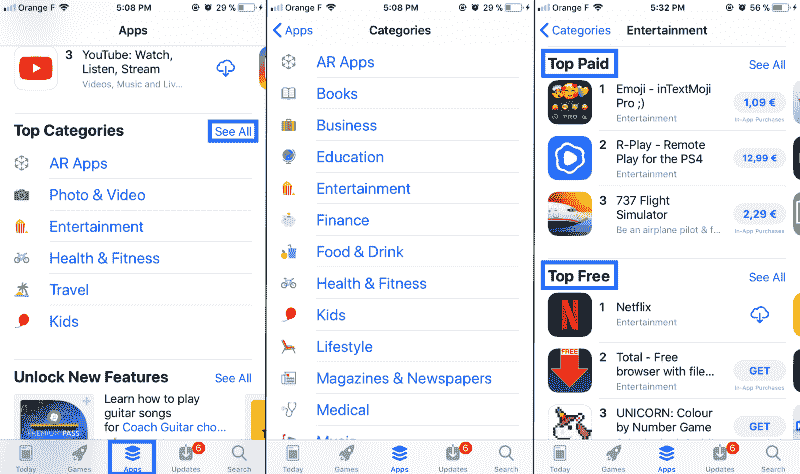 Orange F 5:08 PM 29 %
Apps
3 YouTube: Watch,
Listen, Stream
Videos, Music and Liv...
Top Categories See All
AR Apps
Photo & Video
Entertainment
Health & Fitness
Travel
Kids
Unlock New Features See All
PREMIUM PASS
Learn how to play
guitar songs
for Coach Guitar cho...
6
Today Games Apps Updates Search
Orange F 5:08 PM 29 %
Apps Categories
AR Apps
Books
Business
Education
Entertainment
Finance
Food & Drink
Health & Fitness
Kids
Lifestyle
Magazines & Newspapers
Medical
Music
6
Today Games Apps Updates Search
Orange F 5:32 PM 56 %
Categories Entertainment
Top Paid See All
PRO
1 Emoji - inTextMoji
Pro ;)
Entertainment
1,09 €
In-App Purchases
2 R-Play - Remote
Play for the PS4
Entertainment
12,99 €
3 737 Flight
Simulator
Be an airplane pilot & f...
2,29 €
In-App Purchases
Top Free See All
1 Netflix
Entertainment
FREE
2 Total - Free
browser with file...
Entertainment
GET
In-App Purchases
3 UNICORN: Colour
by Number Game
GET
6
Today Games Apps Updates Search